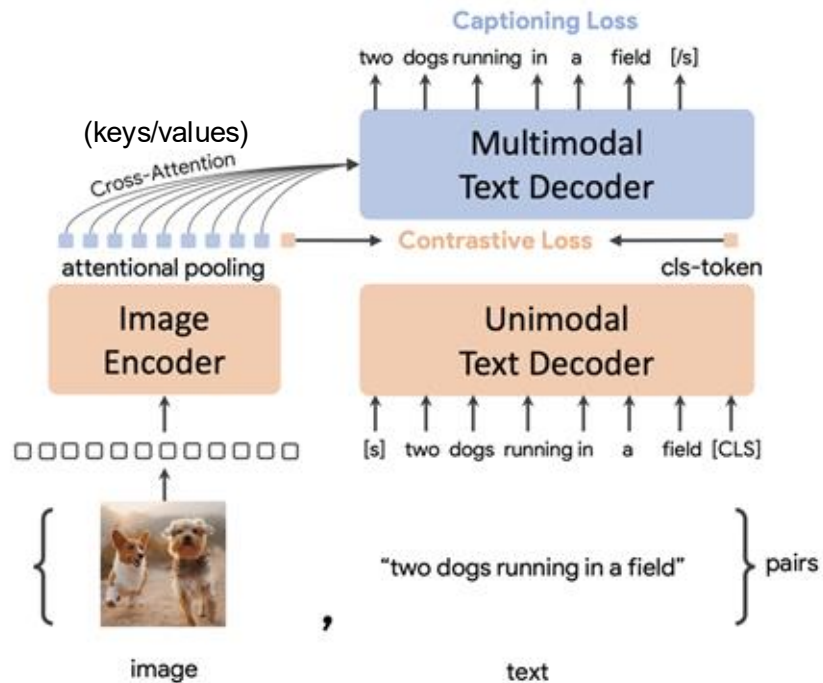 Captioning Loss
two dogs running in a field [/s]
(keys/values)
Cross-Attention
Multimodal
Text Decoder
Contrastive Loss
attentional pooling
cls-token
Image
Encoder
Unimodal
Text Decoder
[s] two dogs running in a field [CLS]
{
“two dogs running in a field”
} pairs
,
image
text